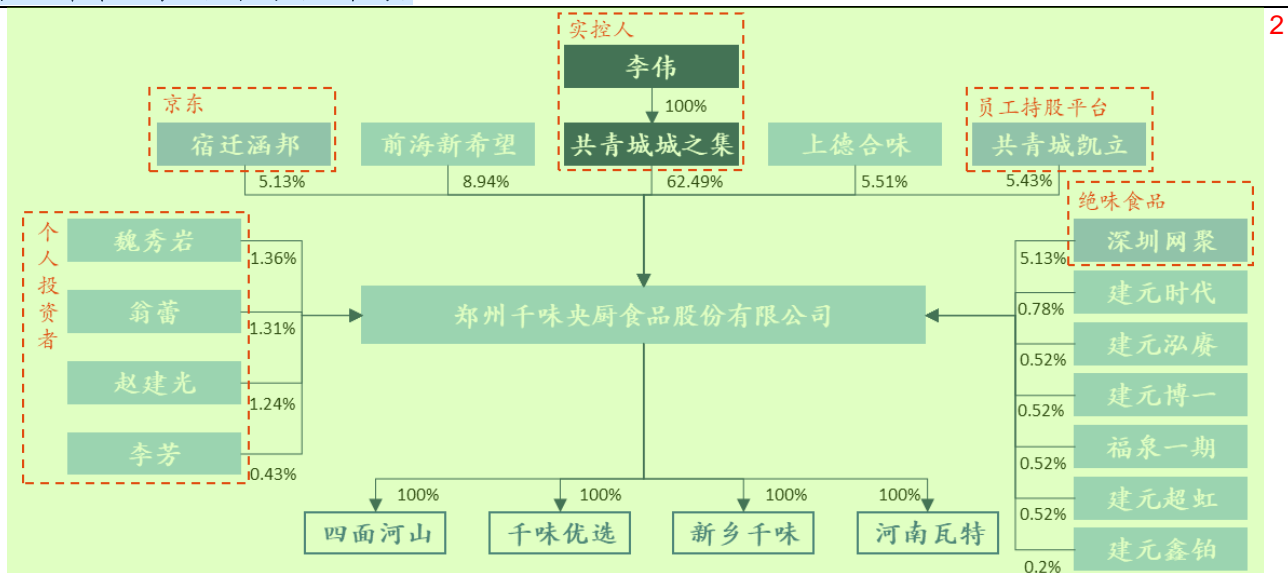 2
实控人
李伟
100%
京东
员工持股平台
宿迁涵邦
前海新希望
共青城城之集
上德合味
共青城凯立
5.13%
8.94%
62.49%
5.51%
5.43%
个人投资者
魏秀岩
1.36%
翁蕾
1.31%
赵建光
1.24%
李芳
0.43%
郑州千味央厨食品股份有限公司
绝味食品
深圳网聚
5.13%
建元时代
0.78%
建元泓赓
0.52%
建元博一
0.52%
福泉一期
0.52%
建元超虹
0.52%
建元鑫铂
0.2%
100%
100%
100%
100%
四面河山
千味优选
新乡千味
河南瓦特